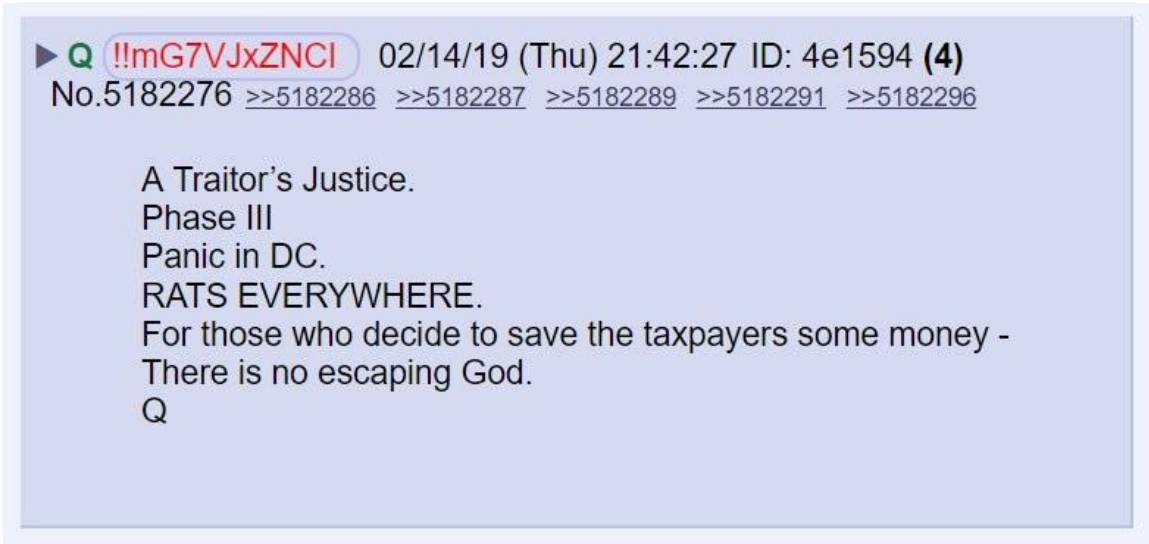 ▶ Q !!mG7VJxZNCI 02/14/19 (Thu) 21:42:27 ID: 4e1594 (4)
No.5182276 >>5182286 >>5182287 >>5182289 >>5182291 >>5182296
A Traitor’s Justice.
Phase III
Panic in DC.
RATS EVERYWHERE.
For those who decide to save the taxpayers some money -
There is no escaping God.
Q